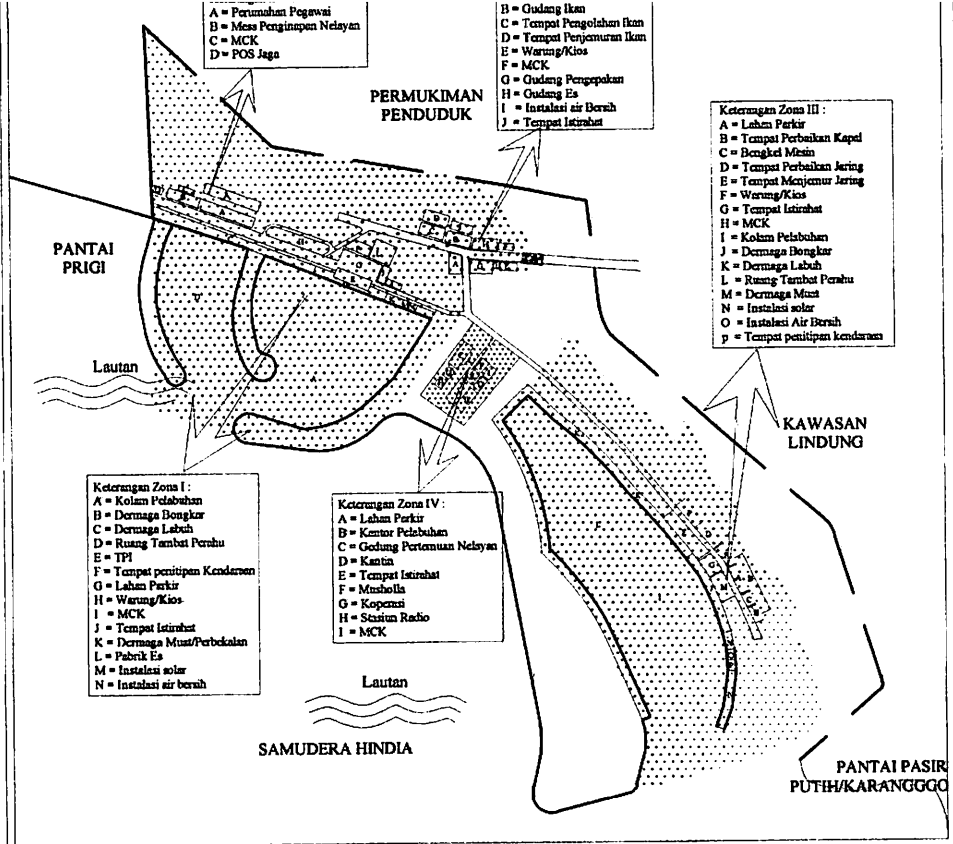 A = Perumahan Pegawai
B = Mess Penginapan Nelayan
C = MCK
D = POS Jaga
B = Gudang Ikan
C = Tempat Pengolahan Ikan
D = Tempat Penjemuran Ikan
E = Warung/Kios
F = MCK
G = Gudang Pengepakan
H = Gudang Es
I = Instalasi air Bersih
J = Tempat Istirahat
PERMUKIMAN
PENDUDUK
Keterangan Zona III :
A = Lahan Parkir
B = Tempat Perbaikan Kapal
C = Bengkel Mesin
D = Tempat Perbaikan Jaring
E = Tempat Menjemur Jaring
F = Warung/Kios
G = Tempat Istirahat
H = MCK
I = Kolam Pelabuhan
J = Dermaga Bongkar
K = Dermaga Labuh
L = Ruang Tambat Perahu
M = Dermaga Muat
N = Instalasi solar
O = Instalasi Air Bersih
p = Tempat penitipan kendaraan
PANTAI
PRIGI
Lautan
KAWASAN
LINDUNG
Keterangan Zona I :
A = Kolam Pelabuhan
B = Dermaga Bongkar
C = Dermaga Labuh
D = Ruang Tambat Perahu
E = TPI
F = Tempat penitipan Kendaraan
G = Lahan Parkir
H = Warung/Kios
I = MCK
J = Tempat Istirahat
K = Dermaga Muat/Perbekalan
L = Pabrik Es
M = Instalasi solar
N = Instalasi air bersih
Keterangan Zona IV :
A = Lahan Parkir
B = Kantor Pelabuhan
C = Gedung Pertemuan Nelayan
D = Kantin
E = Tempat Istirahat
F = Musholla
G = Koperasi
H = Stasiun Radio
I = MCK
Lautan
SAMUDERA HINDIA
PANTAI PASIR
PUTIH/KARANGGGO